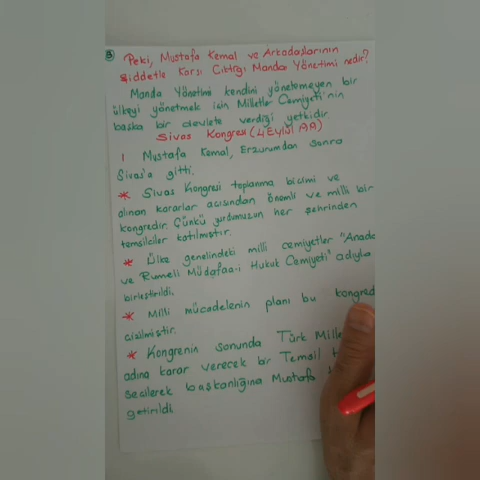 Peki, Mustafa Kemal ve Arkadaşlarının
Şiddetle Karşı Çıktığı Manda Yönetimi nedir?
Manda Yönetimi kendini yönetemeyen bir
ülkeyi yönetmek için Milletler Cemiyeti'nin
başka bir devlete verdiği yetkidir.
Sivas Kongresi (4 Eylül
1 Mustafa Kemal, Erzurumdan sonra
Sivas'a gitti.
* Sivas Kongresi toplanma biçimi ve
alınan kararlar açısından önemli ve milli bir
kongredir. Çünkü yurdumuzun her şehrinden
temsilciler katılmıştır.
* Ülke genelindeki milli cemiyetler "Anado
ve Rumeli Müdafaa-i Hukuk Cemiyeti" adıyla
birleştirildi.
* Milli mücadelenin planı bu kongred
çizilmiştir.
* Kongrenin sonunda Türk Mille
adına karar verecek bir Temsil H
seçilerek başkanlığına Mustafa
getirildi.